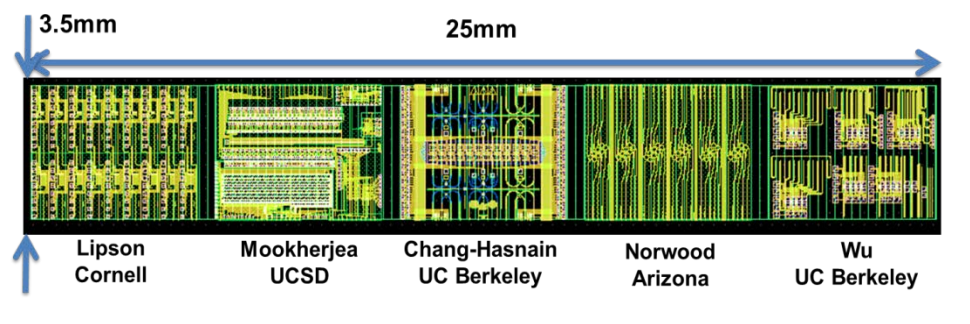 3.5mm
25mm
Lipson
Cornell
Mookherjea
UCSD
Chang-Hasnain
UC Berkeley
Norwood
Arizona
Wu
UC Berkeley